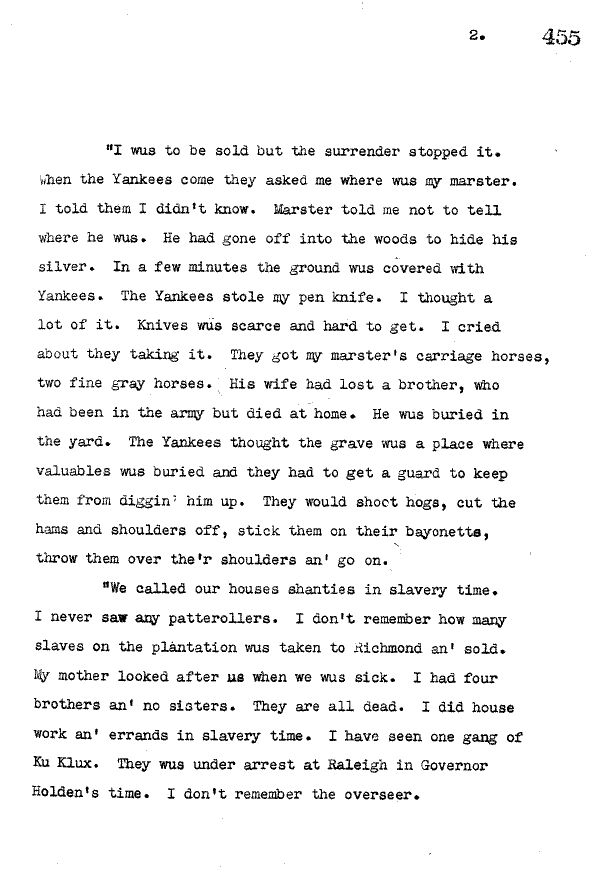 2. 455
"I wus to be sold but the surrender stopped it.
When the Yankees come they asked me where wus my marster.
I told them I didn't know. Marster told me not to tell
where he wus. He had gone off into the woods to hide his
silver. In a few minutes the ground wus covered with
Yankees. The Yankees stole my pen knife. I thought a
lot of it. Knives wus scarce and hard to get. I cried
about they taking it. They got my marster's carriage horses,
two fine gray horses. His wife had lost a brother, who
had been in the army but died at home. He wus buried in
the yard. The Yankees thought the grave wus a place where
valuables wus buried and they had to get a guard to keep
them from diggin' him up. They would shoot hogs, cut the
hams and shoulders off, stick them on their bayonetts,
throw them over the'r shoulders an' go on.
"We called our houses shanties in slavery time.
I never saw any patterollers. I don't remember how many
slaves on the plantation wus taken to Richmond an' sold.
My mother looked after us when we wus sick. I had four
brothers an' no sisters. They are all dead. I did house
work an' errands in slavery time. I have seen one gang of
Ku Klux. They wus under arrest at Raleigh in Governor
Holden's time. I don't remember the overseer.